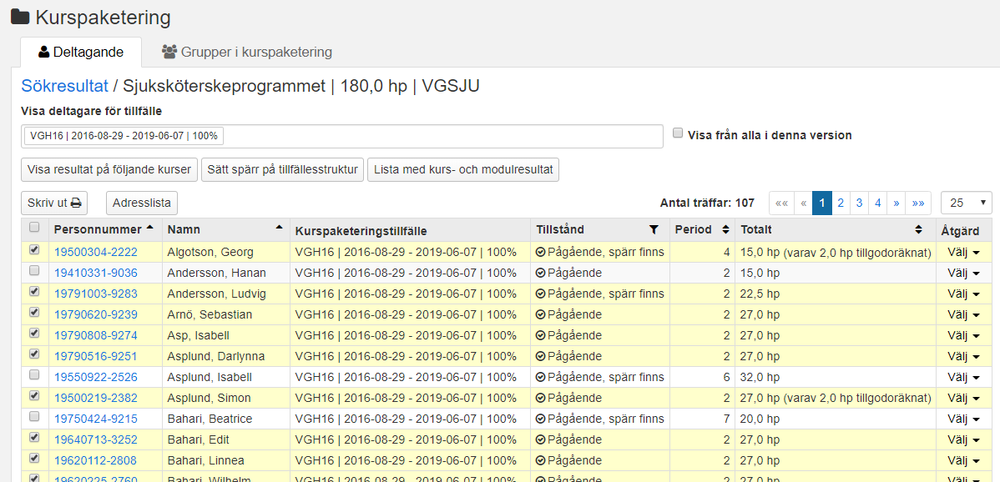 Kurspaketering
Deltagande Grupper i kurspaketering
Sökresultat / Sjuksköterskeprogrammet | 180,0 hp | VGSJU
Visa deltagare för tillfälle
VGH16 | 2016-08-29 - 2019-06-07 | 100% Visa från alla i denna version
Visa resultat på följande kurser Sätt spärr på tillfällesstruktur Lista med kurs- och modulresultat
Skriv ut Adresslista Antal träffar: 107 «« « 1 2 3 4 » »» 25
Personnummer Namn Kurspaketeringstillfälle Tillstånd Period Totalt Åtgärd
19500304-2222 Algotson, Georg VGH16 | 2016-08-29 - 2019-06-07 | 100% Pågående, spärr finns 4 15,0 hp (varav 2,0 hp tillgodoräknat) Välj
19410331-9036 Andersson, Hanan VGH16 | 2016-08-29 - 2019-06-07 | 100% Pågående 2 15,0 hp Välj
19791003-9283 Andersson, Ludvig VGH16 | 2016-08-29 - 2019-06-07 | 100% Pågående, spärr finns 2 22,5 hp Välj
19790620-9239 Arnö, Sebastian VGH16 | 2016-08-29 - 2019-06-07 | 100% Pågående 2 27,0 hp Välj
19790808-9274 Asp, Isabell VGH16 | 2016-08-29 - 2019-06-07 | 100% Pågående 2 27,0 hp Välj
19790516-9251 Asplund, Darlynna VGH16 | 2016-08-29 - 2019-06-07 | 100% Pågående 2 27,0 hp Välj
19550922-2526 Asplund, Isabell VGH16 | 2016-08-29 - 2019-06-07 | 100% Pågående, spärr finns 6 32,0 hp Välj
19500219-2382 Asplund, Simon VGH16 | 2016-08-29 - 2019-06-07 | 100% Pågående 2 27,0 hp (varav 2,0 hp tillgodoräknat) Välj
19750424-9215 Bahari, Beatrice VGH16 | 2016-08-29 - 2019-06-07 | 100% Pågående, spärr finns 7 20,0 hp Välj
19640713-3252 Bahari, Edit VGH16 | 2016-08-29 - 2019-06-07 | 100% Pågående 2 27,0 hp Välj
19620112-2808 Bahari, Linnea VGH16 | 2016-08-29 - 2019-06-07 | 100% Pågående 2 27,0 hp Välj
19620225-2760 Bahari, Wilhelm VGH16 | 2016-08-29 - 2019-06-07 | 100% Pågående 2 27,0 hp Välj